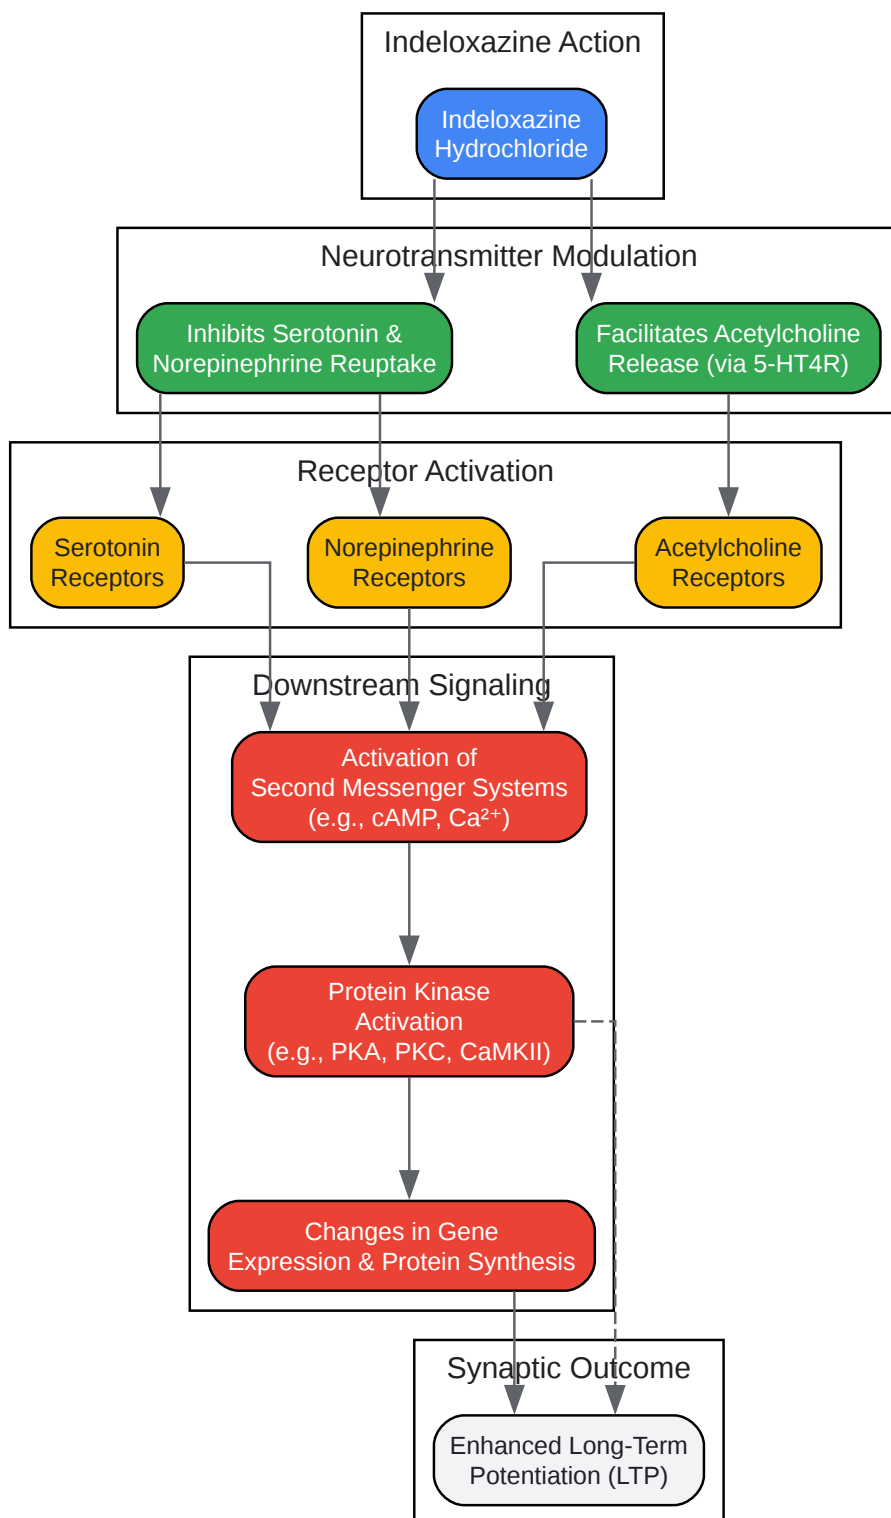 Indeloxazine Action
Indeloxazine
Hydrochloride
Neurotransmitter Modulation
Inhibits Serotonin &
Norepinephrine Reuptake
Facilitates Acetylcholine
Release (via 5-HT4R)
Receptor Activation
Serotonin
Receptors
Norepinephrine
Receptors
Acetylcholine
Receptors
Downstream Signaling
Activation of
Second Messenger Systems
(e.g., cAMP, Ca²⁺)
Protein Kinase
Activation
(e.g., PKA, PKC, CaMKII)
Changes in Gene
Expression & Protein Synthesis
Synaptic Outcome
Enhanced Long-Term
Potentiation (LTP)